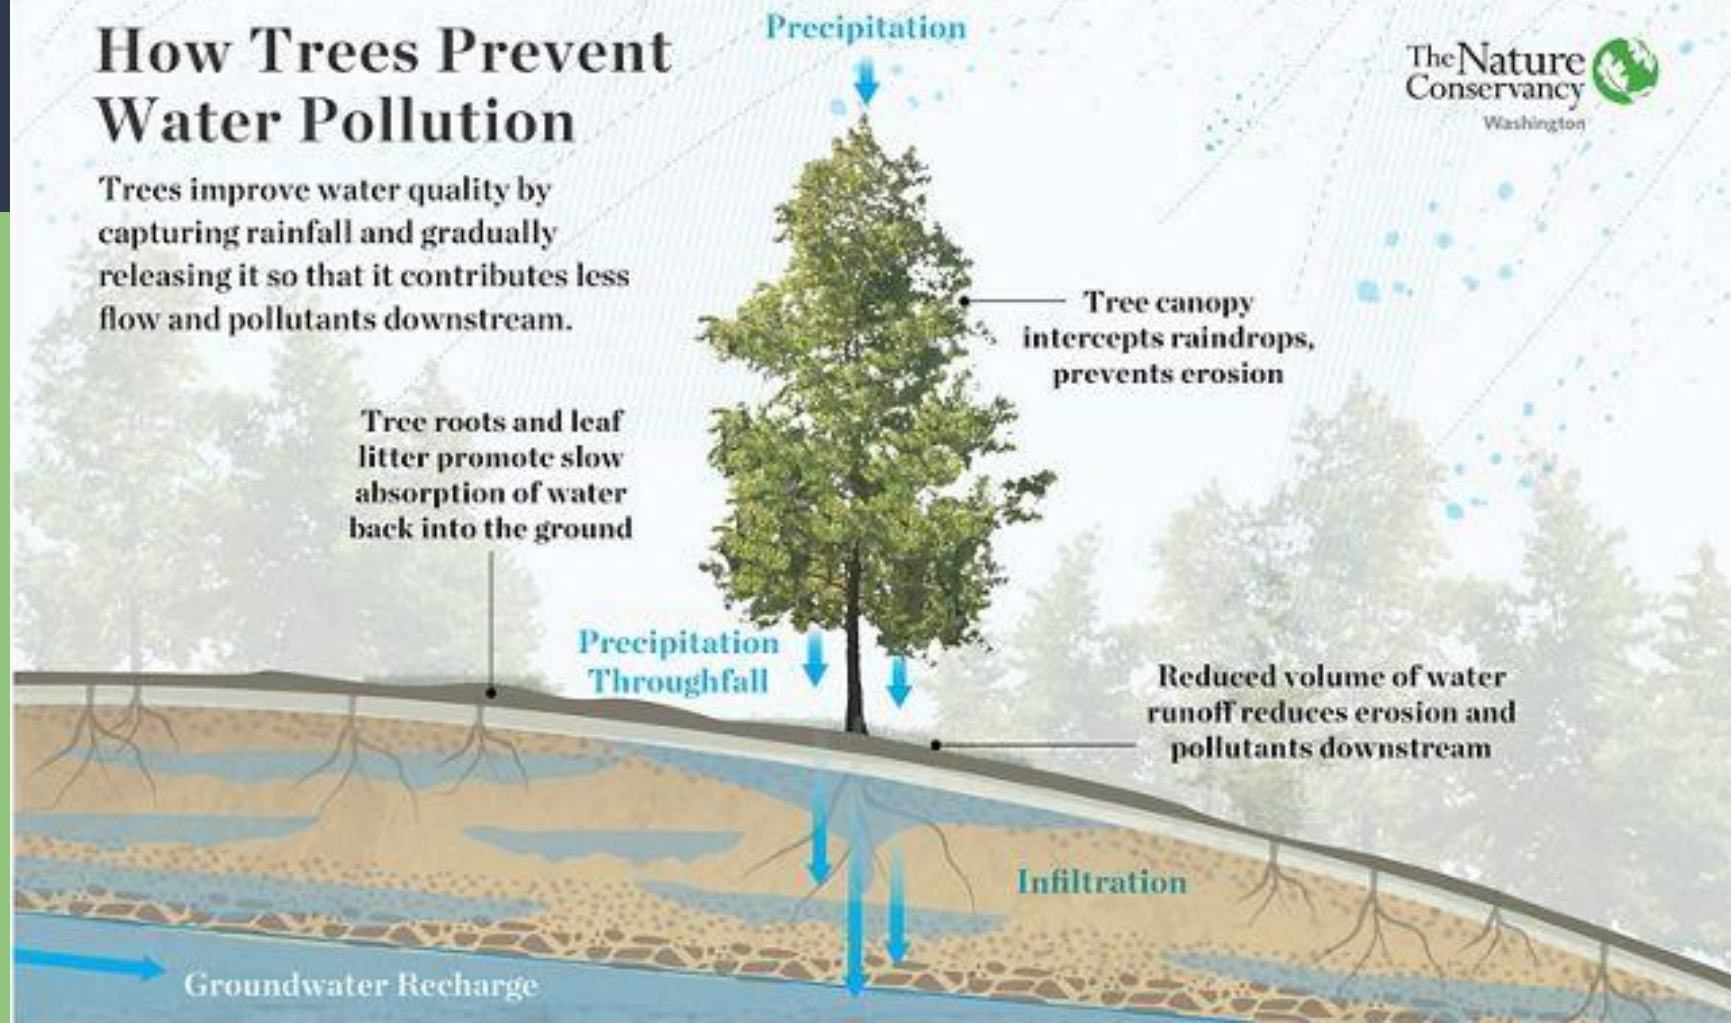 How Trees Prevent
Water Pollution
Trees improve water quality by
capturing rainfall and gradually
releasing it so that it contributes less
flow and pollutants downstream.
Precipitation
The Nature
Conservancy
Washington
Tree canopy
intercepts raindrops,
prevents erosion
Tree roots and leaf
litter promote slow
absorption of water
back into the ground
Precipitation
Throughfall
Reduced volume of water
runoff reduces erosion and
pollutants downstream
Infiltration
Groundwater Recharge